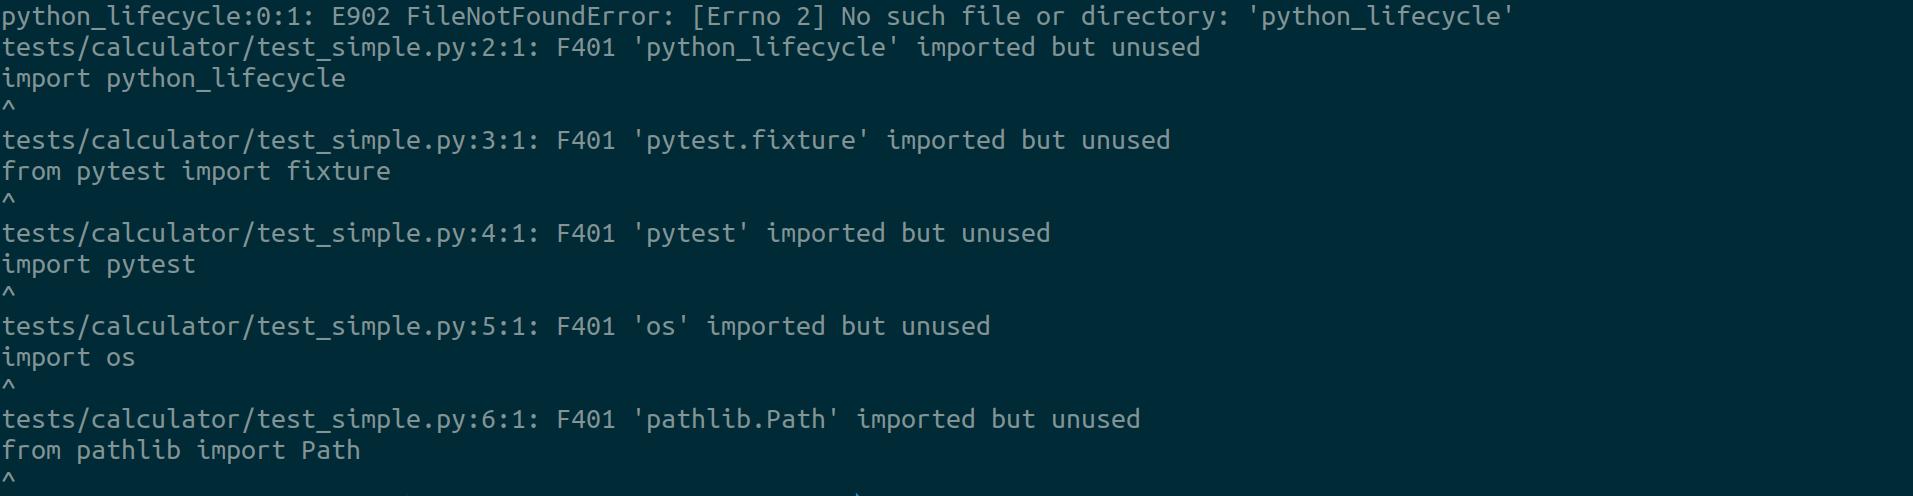 python_lifecycle:0:1: E902 FileNotFoundError: [Errno 2] No such file or directory: 'python_lifecycle'
tests/calculator/test_simple.py:2:1: F401 'python_lifecycle' imported but unused
import python_lifecycle
^
tests/calculator/test_simple.py:3:1: F401 'pytest.fixture' imported but unused
from pytest import fixture
^
tests/calculator/test_simple.py:4:1: F401 'pytest' imported but unused
import pytest
^
tests/calculator/test_simple.py:5:1: F401 'os' imported but unused
import os
^
tests/calculator/test_simple.py:6:1: F401 'pathlib.Path' imported but unused
from pathlib import Path
^